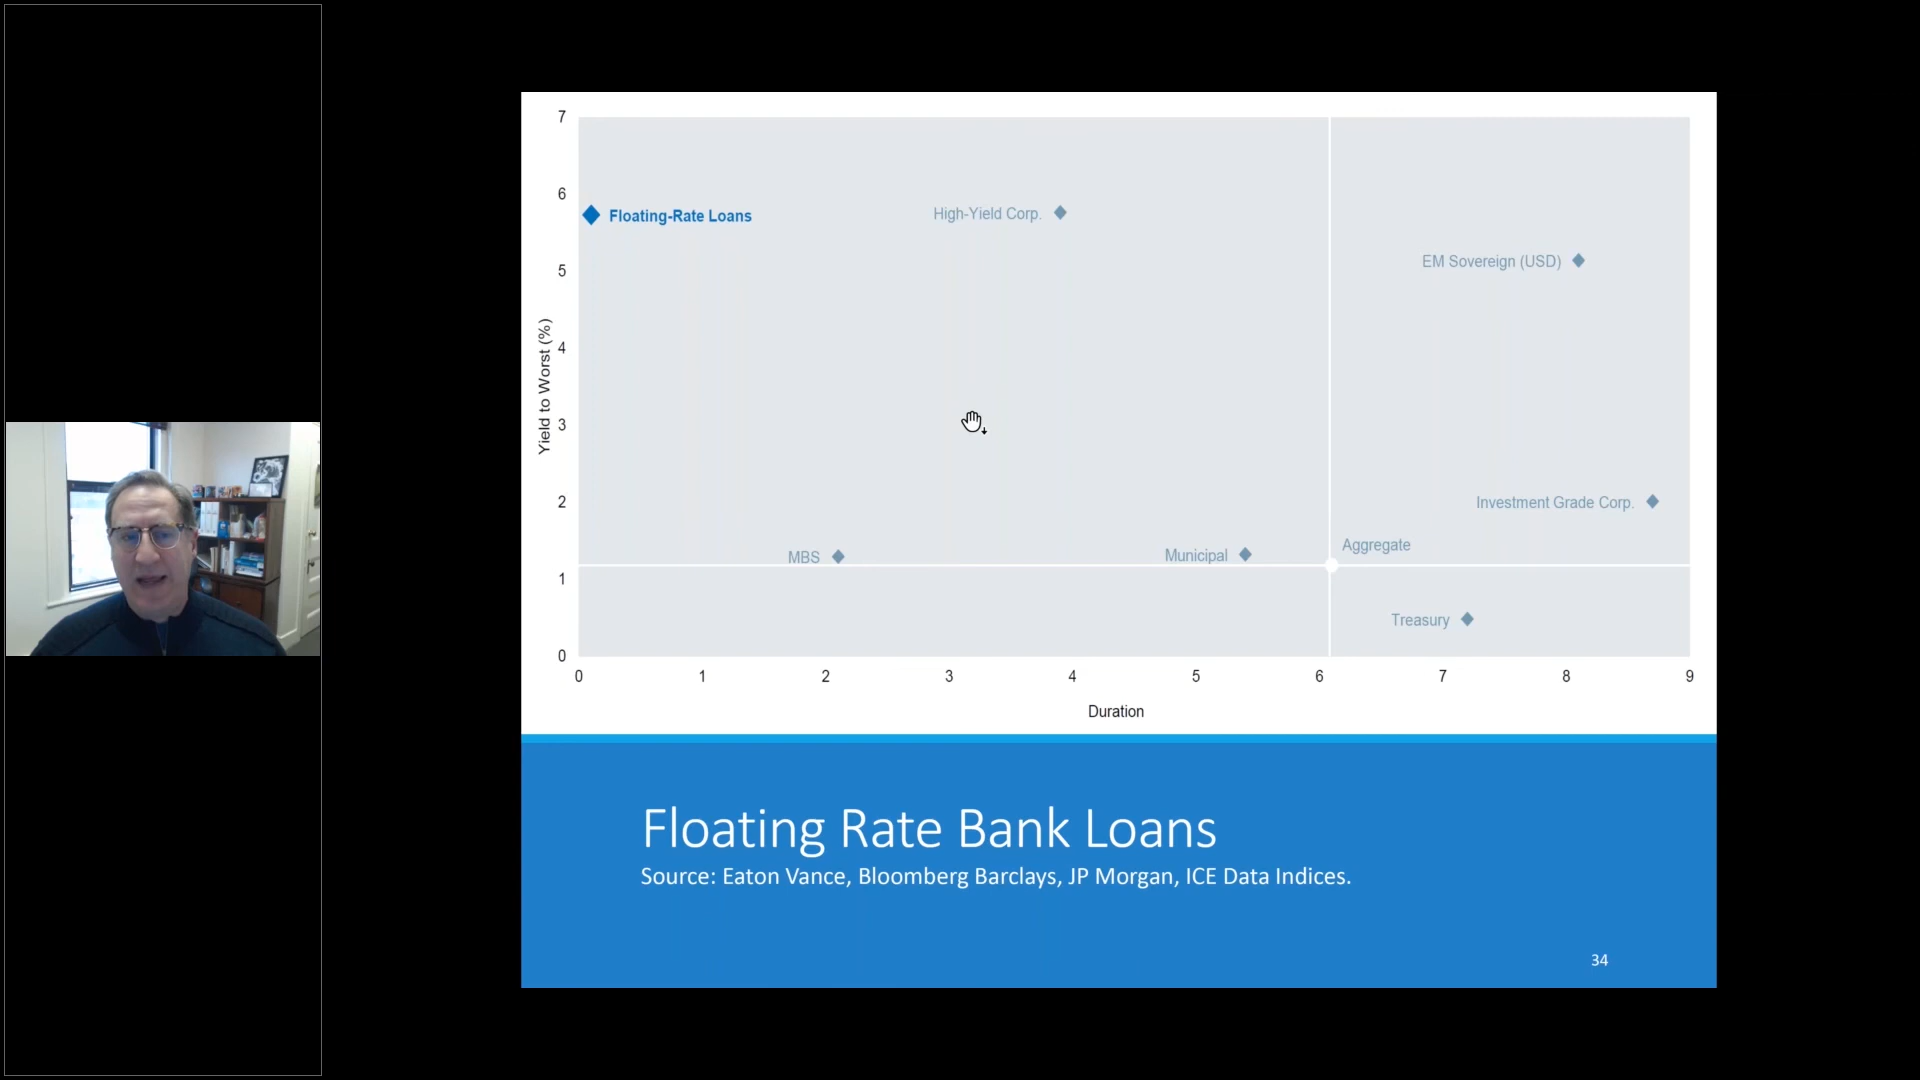 7
6
Floating-Rate Loans
High-Yield Corp.
EM Sovereign (USD)
5
4
Yield to Worst (%)
3
2
Investment Grade Corp.
MBS
Municipal
Aggregate
1
Treasury
0
0 1 2 3 4 5 6 7 8 9
Duration
Floating Rate Bank Loans
Source: Eaton Vance, Bloomberg Barclays, JP Morgan, ICE Data Indices.
34